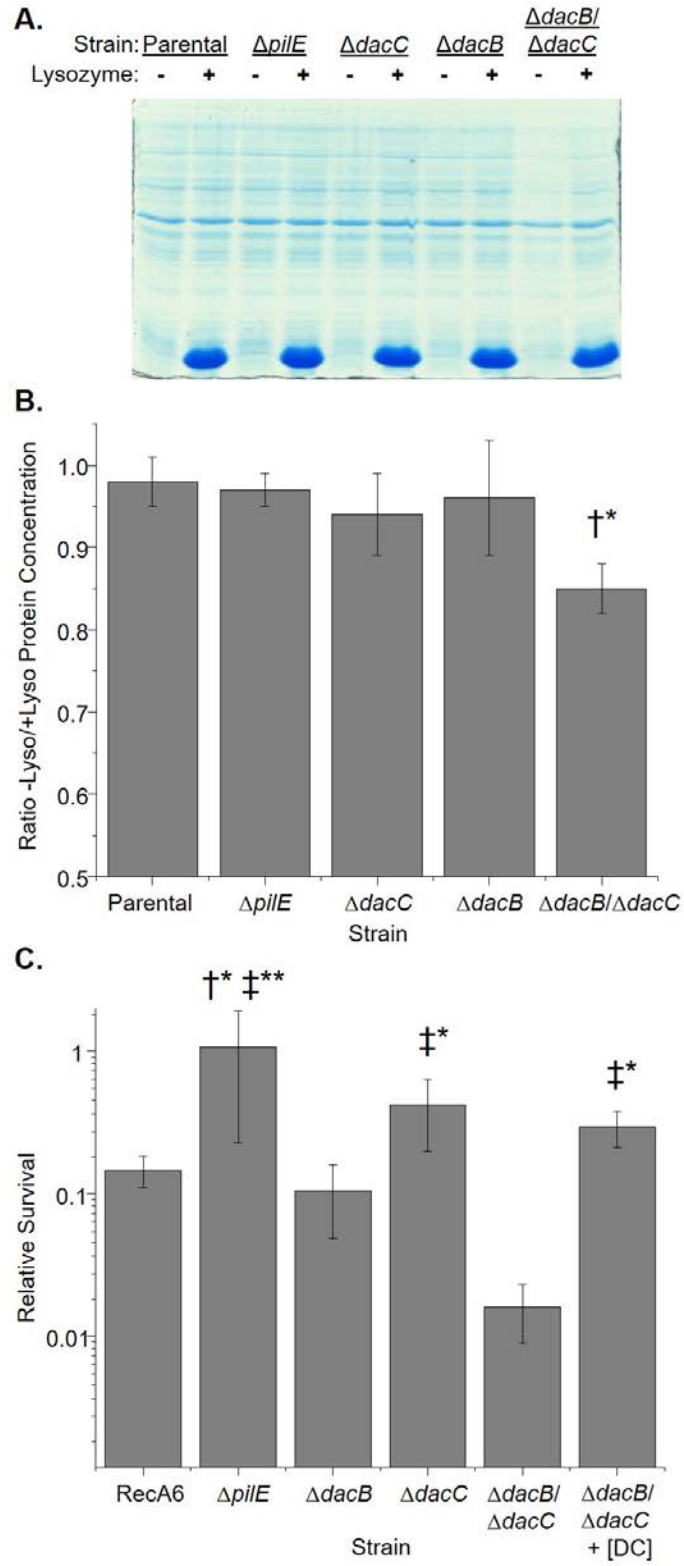 A.
ΔdacB/
Strain: Parental ΔpilE ΔdacC ΔdacB ΔdacC
Lysozyme: - + - + - + - + - +
B.
Ratio -Lyso/+Lyso Protein Concentration
1.0
0.9
0.8
0.7
0.6
0.5
†*
Parental ΔpilE ΔdacC ΔdacB ΔdacB/ΔdacC
Strain
C.
Relative Survival
†* ‡**
‡*
‡*
1
0.1
0.01
RecA6 ΔpilE ΔdacB ΔdacC ΔdacB/ ΔdacB/
ΔdacC ΔdacC
Strain + [DC]